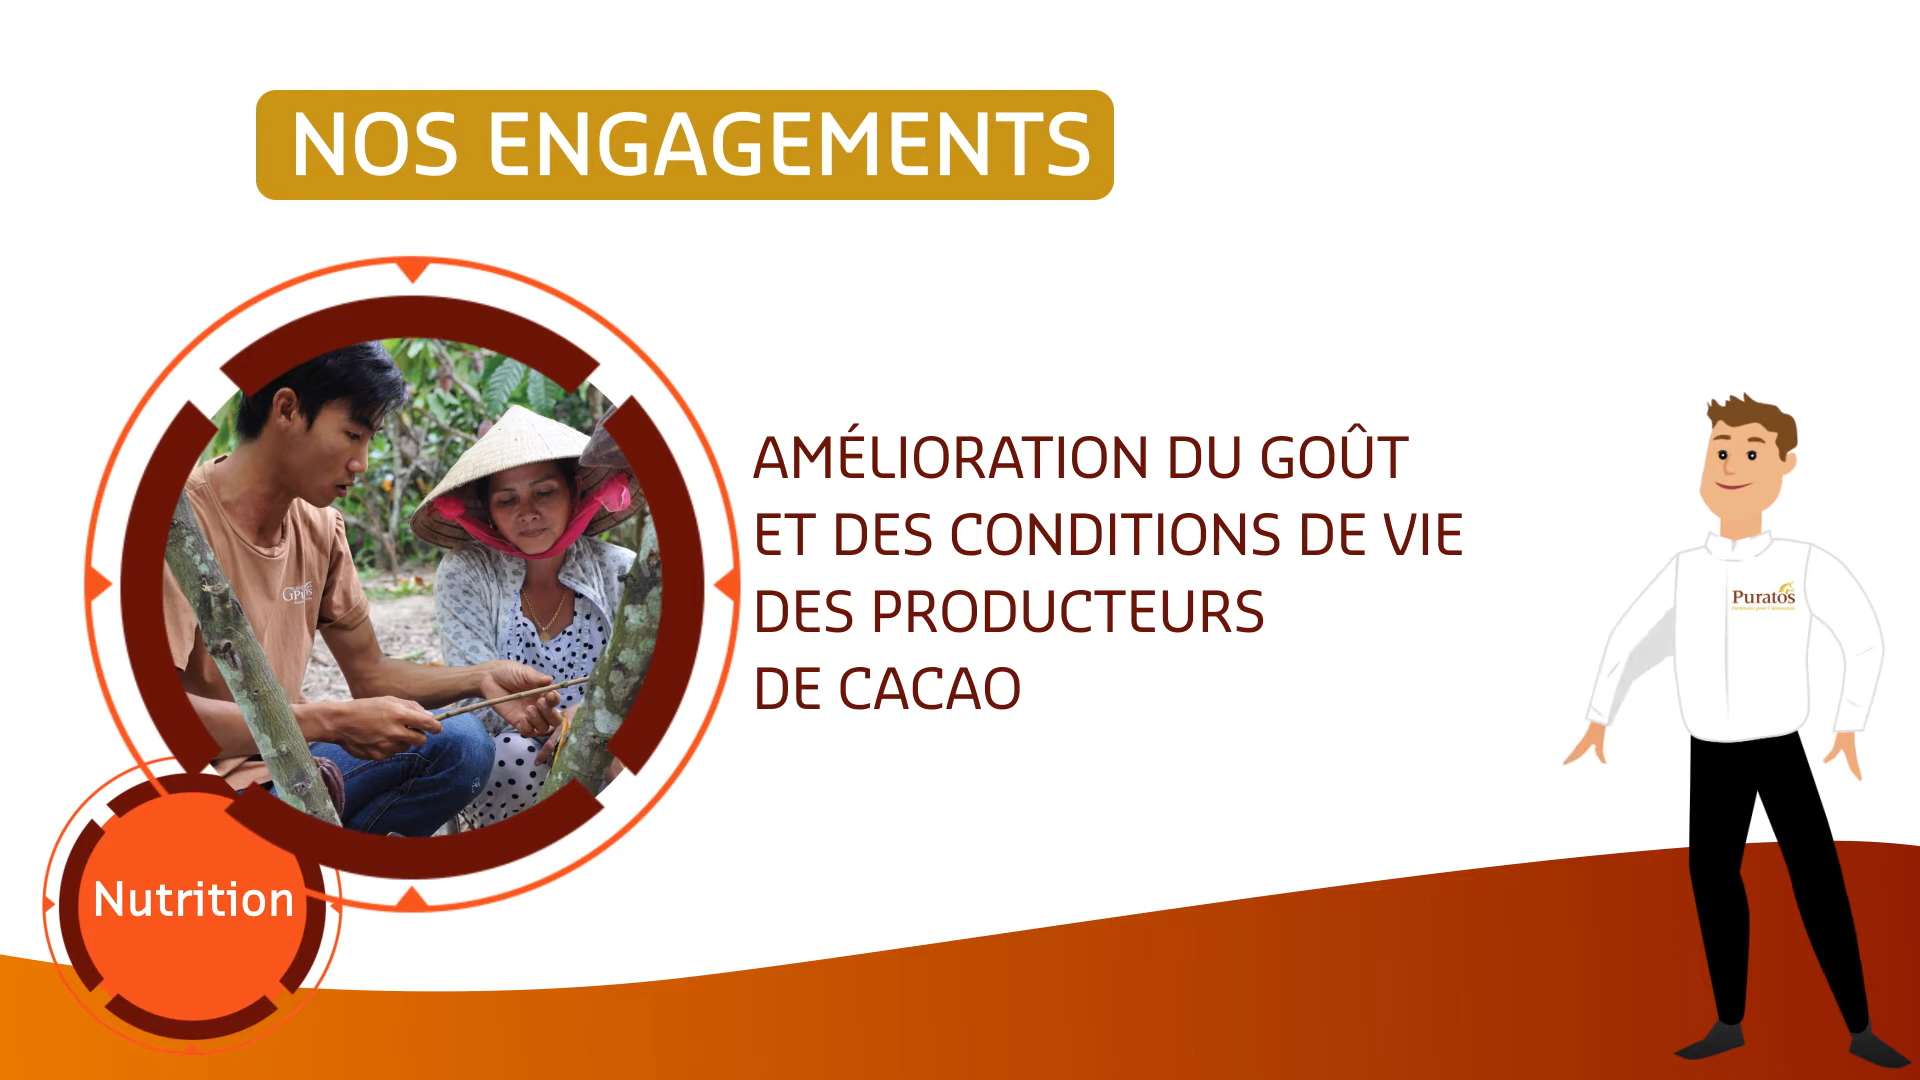 NOS ENGAGEMENTS
AMÉLIORATION DU GOÛT
ET DES CONDITIONS DE VIE
DES PRODUCTEURS
DE CACAO
Puratos
Nutrition